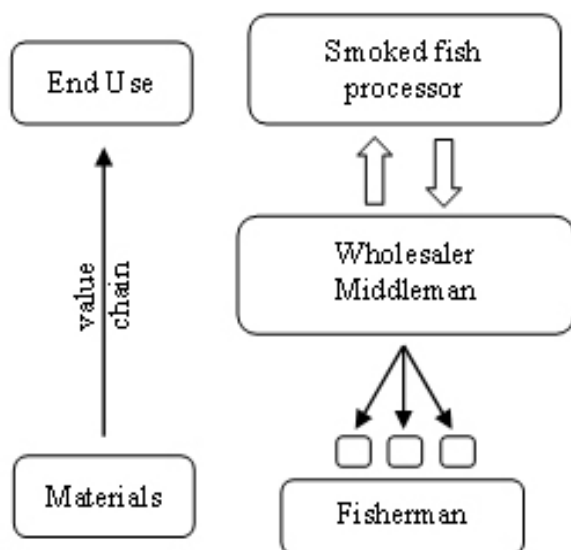 End Use
value
chain
Materials
Smoked fish
processor
Wholesaler
Middleman
Fisherman